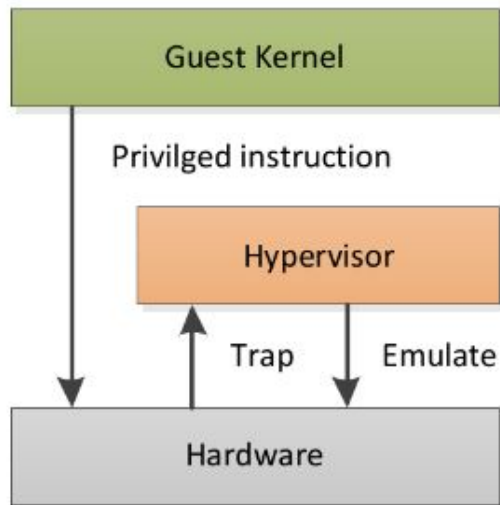 Guest Kernel
Privilged instruction
Hypervisor
Trap
Emulate
Hardware